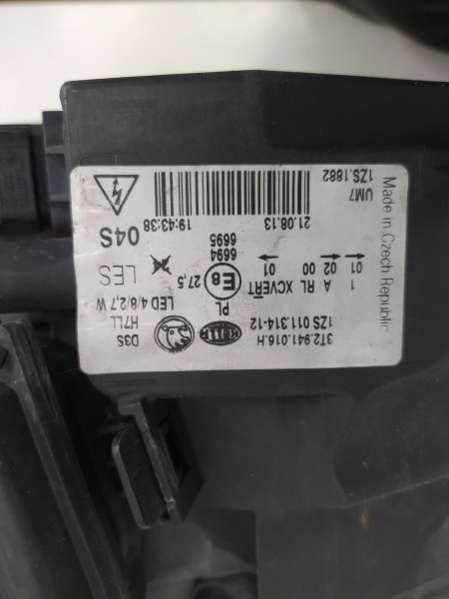 3T2.941.016.H
1ZS 011.314-12
HELLA
D3S
H7LL
LED 4/8/2,7 W
PL
E8
27,5
LES
1 A RL XCVERT
01 02 00 01
6694
6695
04S
21.08.13
19:43:38
UM7
1ZS.1882
Made in Czech Republic